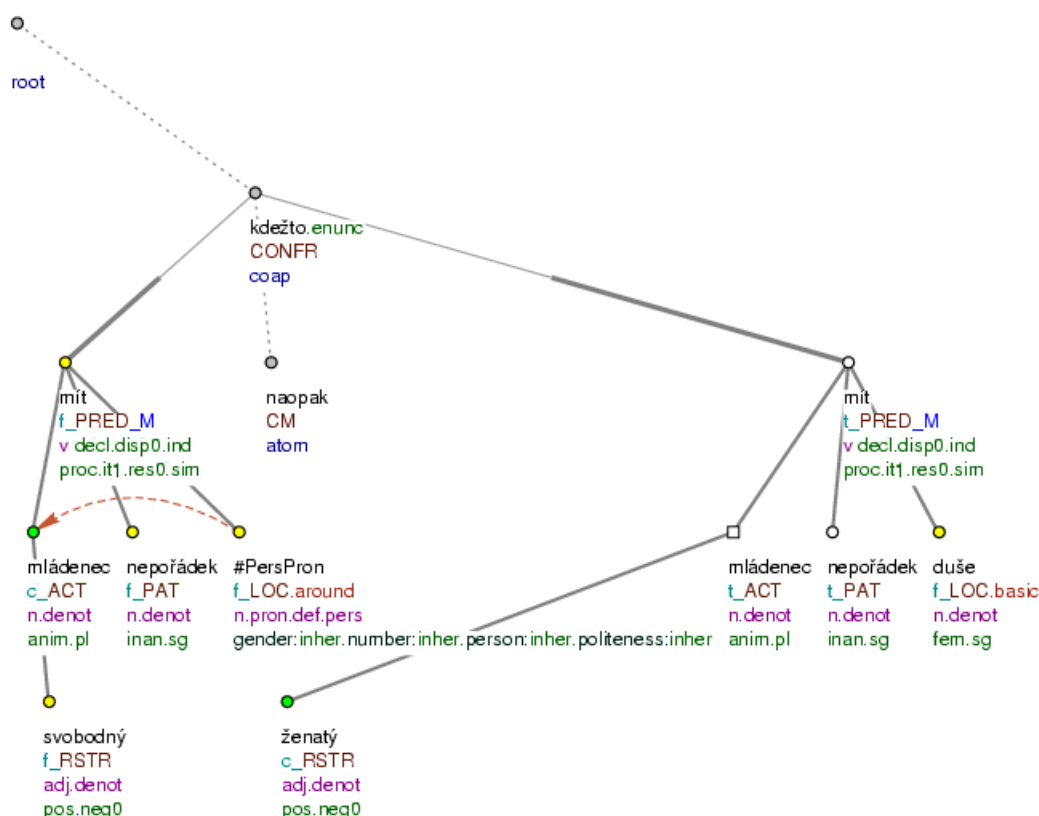 root
kdežto.enunc
CONFR
coap
mít
f_PRED_M
v decl.disp0.ind
proc.it1.res0.sim
naopak
CM
atom
mít
t_PRED_M
v decl.disp0.ind
proc.it1.res0.sim
mládenec
c_ACT
n.denot
anim.pl
nepořádek
f_PAT
n.denot
inan.sg
#PersPron
f_LOC.around
n.pron.def.pers
gender:inher.number:inher.person:inher.politeness:inher
mládenec
t_ACT
n.denot
anim.pl
nepořádek
t_PAT
n.denot
inan.sg
duše
f_LOC.basic
n.denot
fem.sg
svobodný
f_RSTR
adj.denot
pos.neg0
ženatý
c_RSTR
adj.denot
pos.neg0